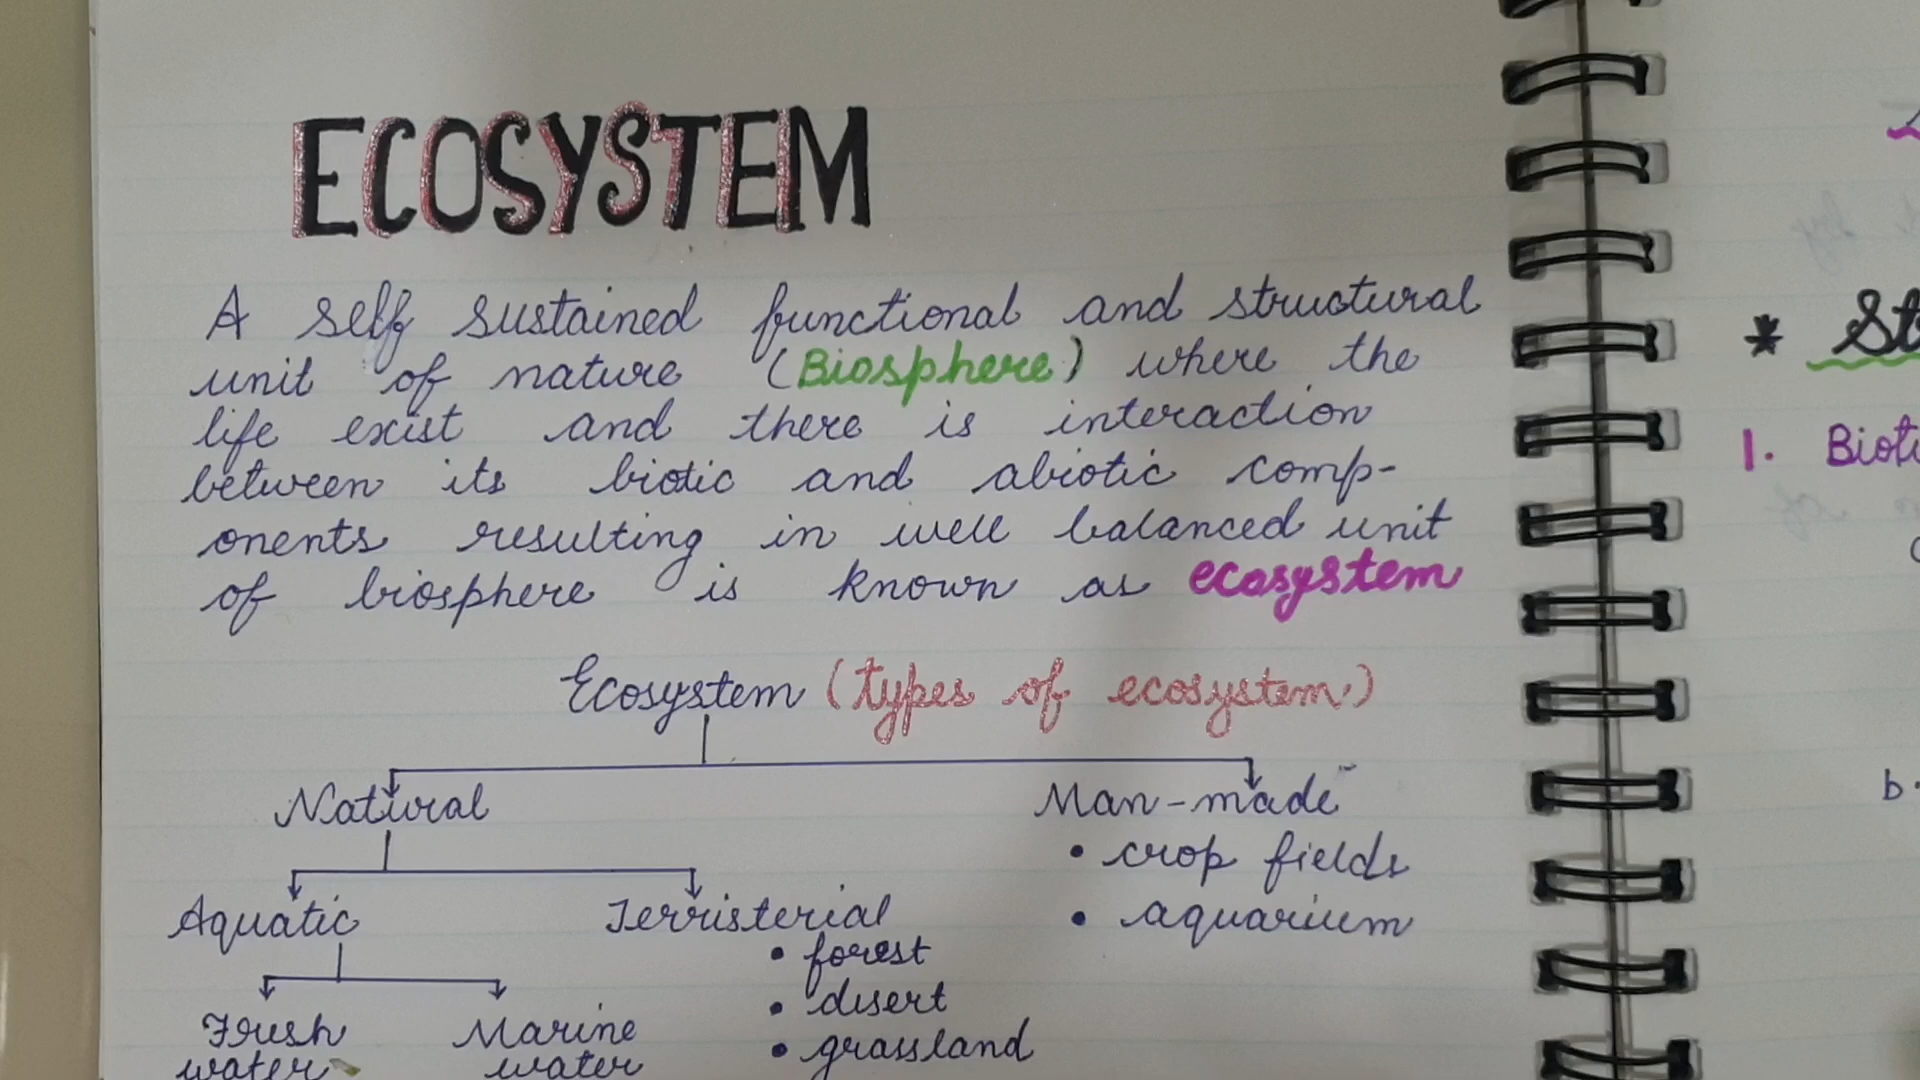 ECOSYSTEM
A self sustained functional and structural
unit of nature (Biosphere) where the
life exist and there is interaction
between its biotic and abiotic comp-
onents resulting in well balanced unit
of biosphere is known as ecosystem
Ecosystem (types of ecosystem)
Natural Man-made
• crop fields
Aquatic Terristerial • aquarium
• forest
• disert
Fresh Marine • grassland
water water
* St
1. Bioti
b.